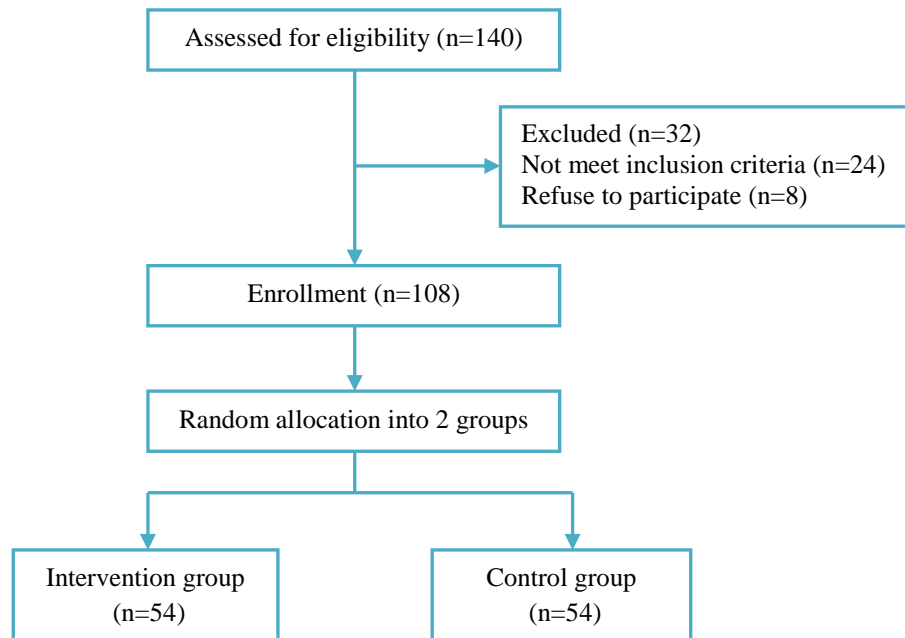 Assessed for eligibility (n=140)
Excluded (n=32)
Not meet inclusion criteria (n=24)
Refuse to participate (n=8)
Enrollment (n=108)
Random allocation into 2 groups
Intervention group
(n=54)
Control group
(n=54)